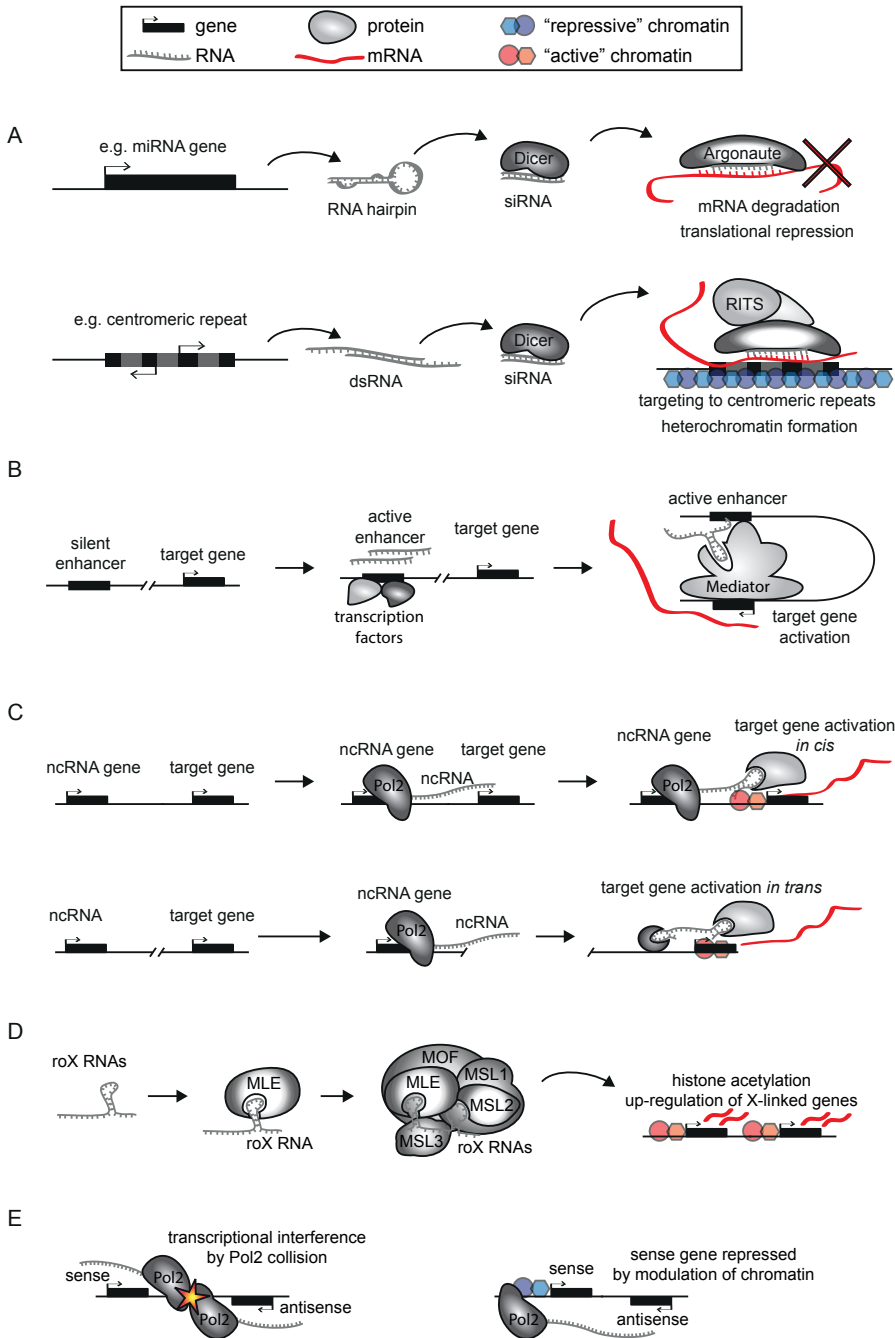 gene
protein
“repressive” chromatin
RNA
mRNA
“active” chromatin
A
e.g. miRNA gene
RNA hairpin
Dicer
siRNA
Argonaute
mRNA degradation
translational repression
e.g. centromeric repeat
dsRNA
Dicer
siRNA
RITS
targeting to centromeric repeats
heterochromatin formation
B
silent
enhancer
target gene
active
enhancer
target gene
transcription
factors
active enhancer
Mediator
target gene
activation
C
ncRNA gene
target gene
ncRNA gene
target gene
Pol2
ncRNA
ncRNA gene
target gene activation
in cis
Pol2
ncRNA
target gene
ncRNA gene
Pol2
ncRNA
target gene activation in trans
D
roX RNAs
MLE
roX RNA
MOF
MLE
MSL1
MSL2
MSL3
roX RNAs
histone acetylation
up-regulation of X-linked genes
E
transcriptional interference
by Pol2 collision
sense
Pol2
Pol2
antisense
sense
sense gene repressed
by modulation of chromatin
Pol2
antisense